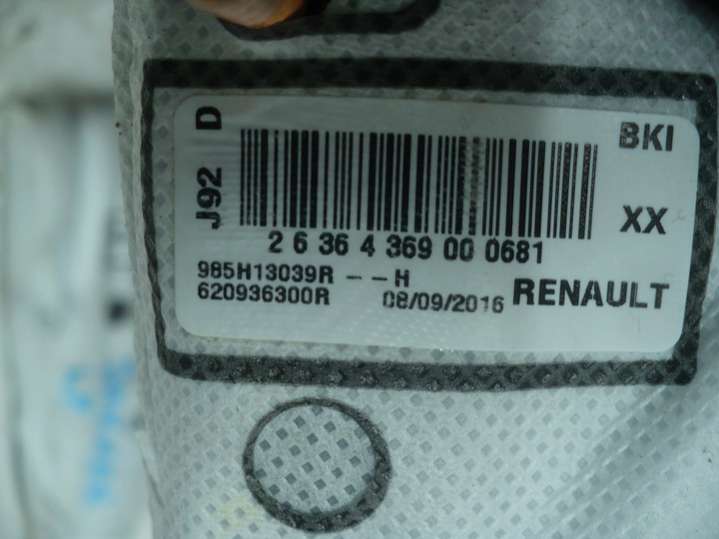 J92 D
BKI
XX
2 6 36 4 369 00 0681
985H13039R -- H
620936300R 08/09/2016 RENAULT